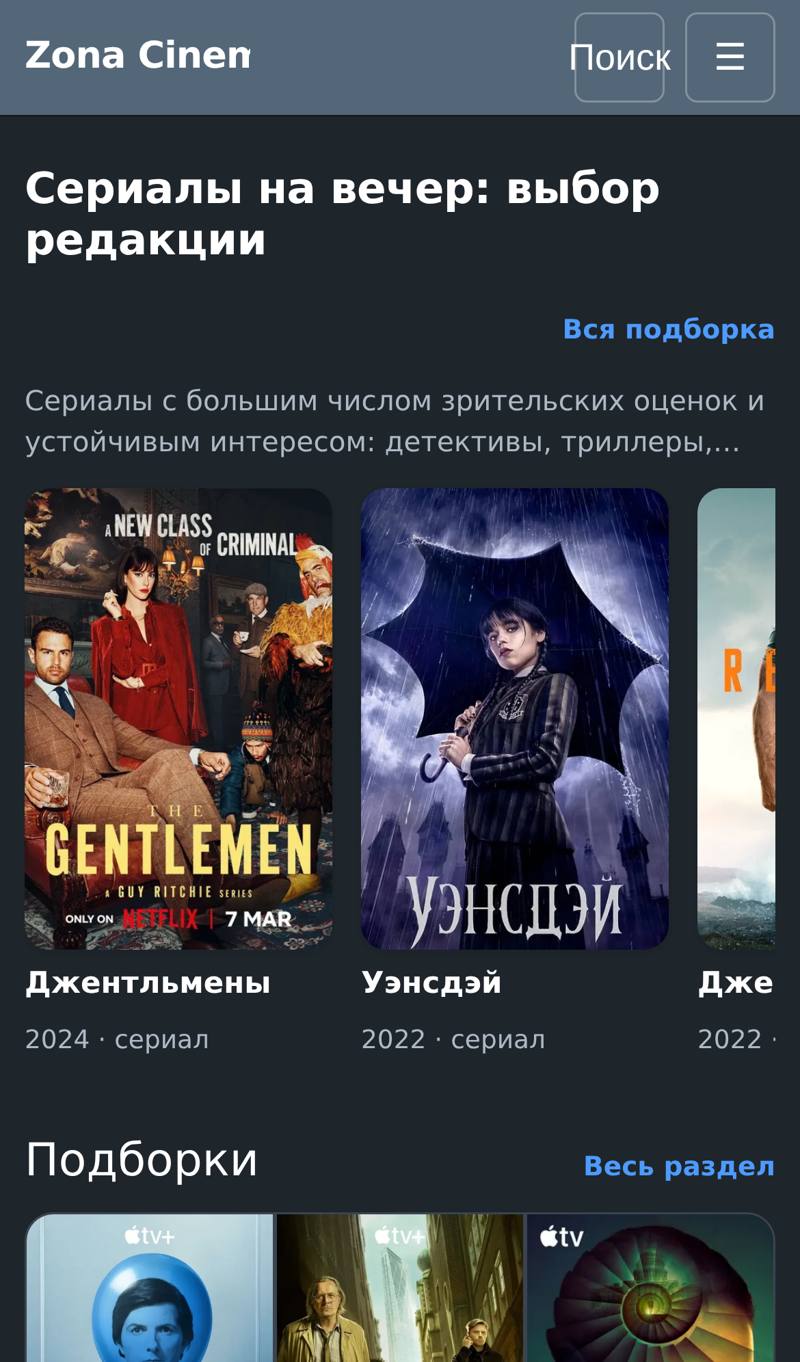 Zona Cinem
Поиск ☰
Сериалы на вечер: выбор
редакции
Вся подборка
Сериалы с большим числом зрительских оценок и
устойчивым интересом: детективы, триллеры,...
A NEW CLASS
OF CRIMINAL
THE
GENTLEMEN
A GUY RITCHIE SERIES
ONLY ON NETFLIX | 7 MAR
УЭНСДЭЙ
R E
Джентльмены
Уэнсдэй
Дже
2024 · сериал
2022 · сериал
2022 ·
Подборки
Весь раздел
tv+
tv+
tv